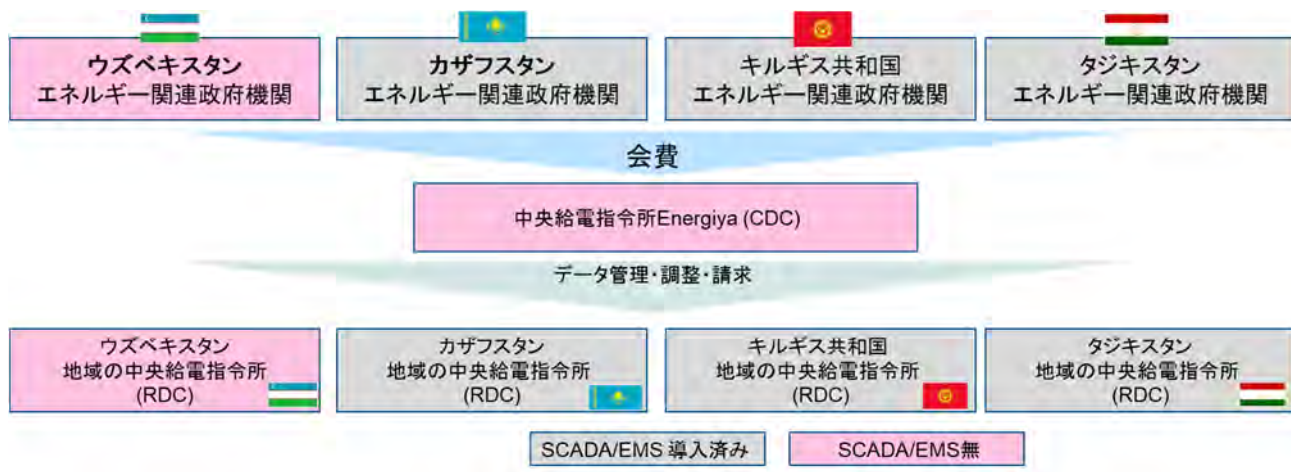 ウズベキスタン
エネルギー関連政府機関
カザフスタン
エネルギー関連政府機関
キルギス共和国
エネルギー関連政府機関
タジキスタン
エネルギー関連政府機関
会費
中央給電指令所Energiya (CDC)
データ管理・調整・請求
ウズベキスタン
地域の中央給電指令所
(RDC)
カザフスタン
地域の中央給電指令所
(RDC)
キルギス共和国
地域の中央給電指令所
(RDC)
タジキスタン
地域の中央給電指令所
(RDC)
SCADA/EMS 導入済み
SCADA/EMS無